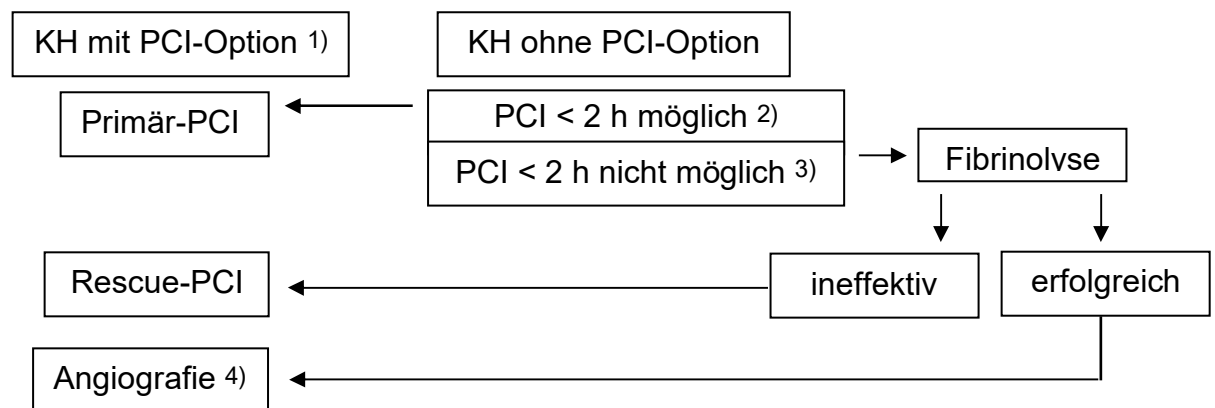 KH mit PCI-Option 1)
KH ohne PCI-Option
Primär-PCI
PCI < 2 h möglich 2)
PCI < 2 h nicht möglich 3)
Fibrinolyse
Rescue-PCI
ineffektiv
erfolgreich
Angiografie 4)